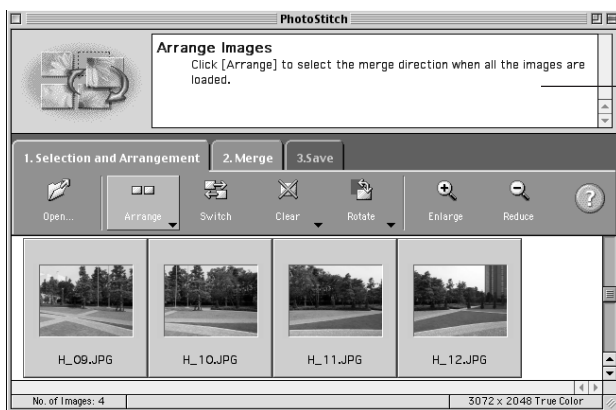 PhotoStitch
Arrange Images
Click [Arrange] to select the merge direction when all the images are
loaded.
1. Selection and Arrangement
2. Merge
3.Save
Open...
Arrange
Switch
Clear
Rotate
Enlarge
Reduce
?
H_09.JPG
H_10.JPG
H_11.JPG
H_12.JPG
No. of Images: 4
3072 x 2048 True Color